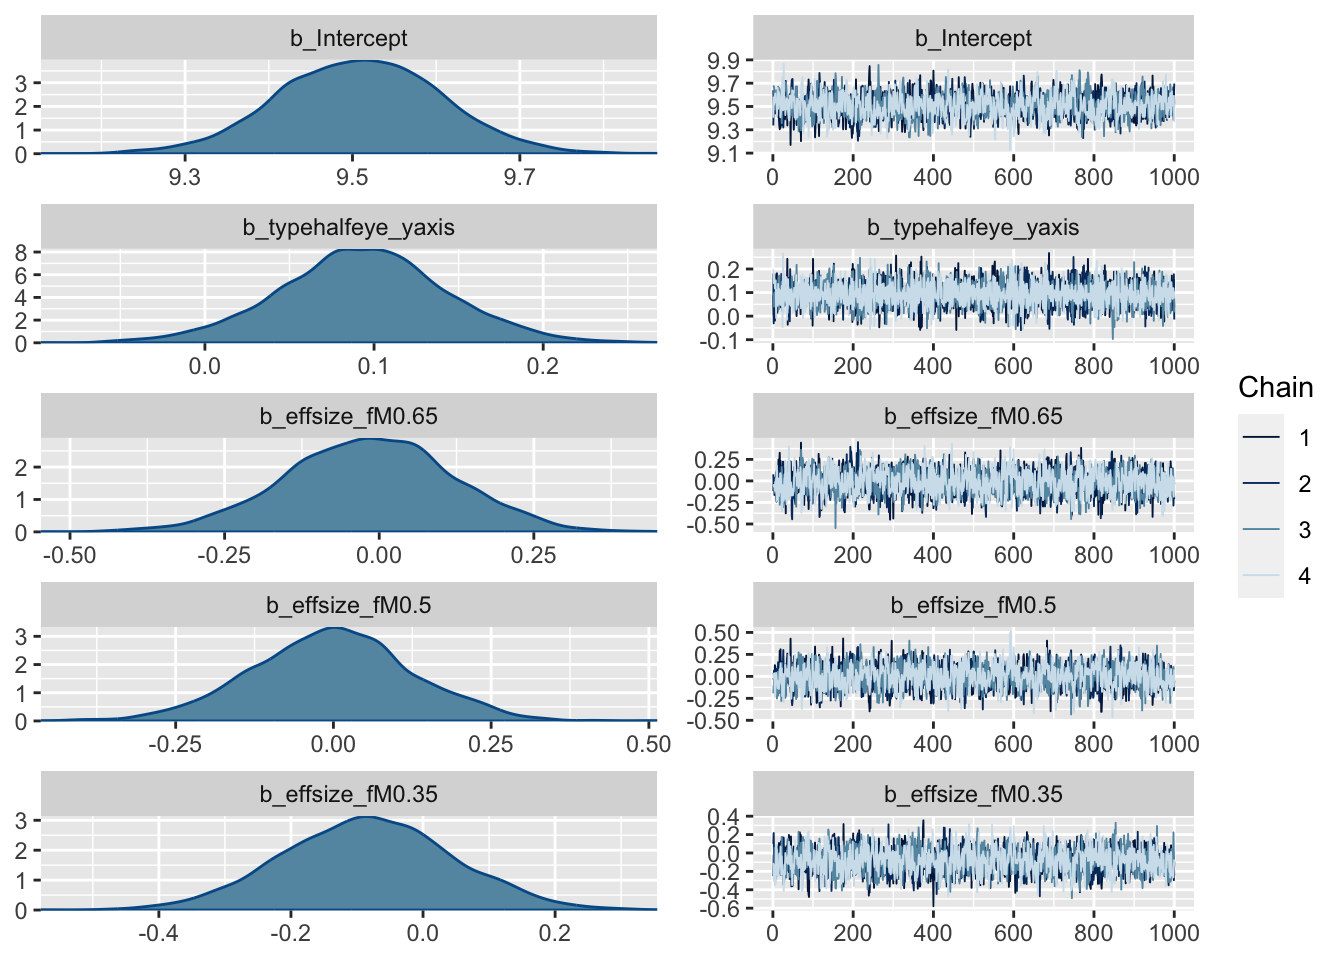 b_Intercept
3
2
1
0
9.3 9.5 9.7
b_Intercept
9.9
9.7
9.5
9.3
9.1
0 200 400 600 800 1000
b_typehalfeye_yaxis
8
6
4
2
0
0.0 0.1 0.2
b_typehalfeye_yaxis
0.2
0.1
0.0
-0.1
0 200 400 600 800 1000
b_effsize_fM0.65
2
1
0
-0.50 -0.25 0.00 0.25
b_effsize_fM0.65
0.25
0.00
-0.25
-0.50
0 200 400 600 800 1000
b_effsize_fM0.5
3
2
1
0
-0.25 0.00 0.25 0.50
b_effsize_fM0.5
0.50
0.25
0.00
-0.25
-0.50
0 200 400 600 800 1000
b_effsize_fM0.35
3
2
1
0
-0.4 -0.2 0.0 0.2
b_effsize_fM0.35
0.4
0.2
0.0
-0.2
-0.4
-0.6
0 200 400 600 800 1000
Chain
1
2
3
4